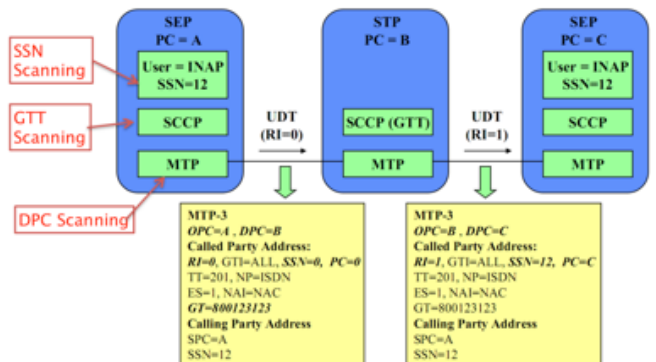 SSN
Scanning
GTT
Scanning
DPC Scanning
SEP
PC = A
User = INAP
SSN=12
SCCP
MTP
UDT
(RI=0)
STP
PC = B
SCCP (GTT)
MTP
UDT
(RI=1)
SEP
PC = C
User = INAP
SSN=12
SCCP
MTP
MTP-3
OPC=A , DPC=B
Called Party Address:
RI=0, GTI=ALL, SSN=0, PC=0
TT=201, NP=ISDN
ES=1, NAI=NAC
GT=800123123
Calling Party Address
SPC=A
SSN=12
MTP-3
OPC=B , DPC=C
Called Party Address:
RI=1, GTI=ALL, SSN=12, PC=C
TT=201, NP=ISDN
ES=1, NAI=NAC
GT=800123123
Calling Party Address
SPC=A
SSN=12